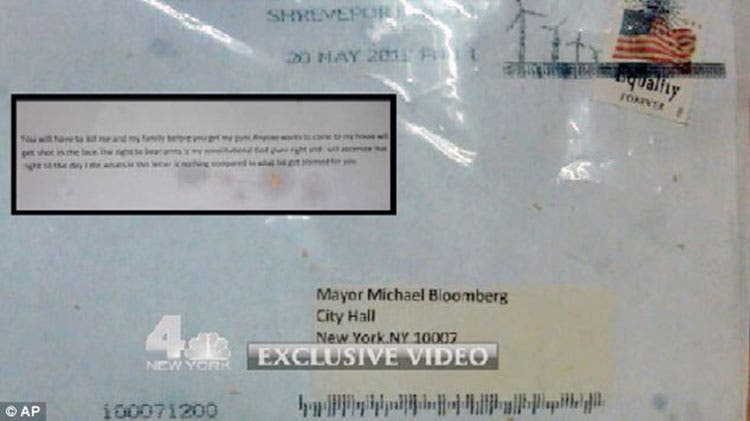 SHREVEPORT
20 MAY 201
Equality
FOREVER
You will have to kill me and my family before you get my guns. Anyone wants to come to my house will
get shot in the face. The right to bear arms is my constitutional God given right and I will exercise that
right till the day I die. whats in this letter is nothing compared to what ive got planned for you.
Mayor Michael Bloomberg
City Hall
New York,NY 10007
4
NEW YORK
EXCLUSIVE VIDEO
© AP
100071200